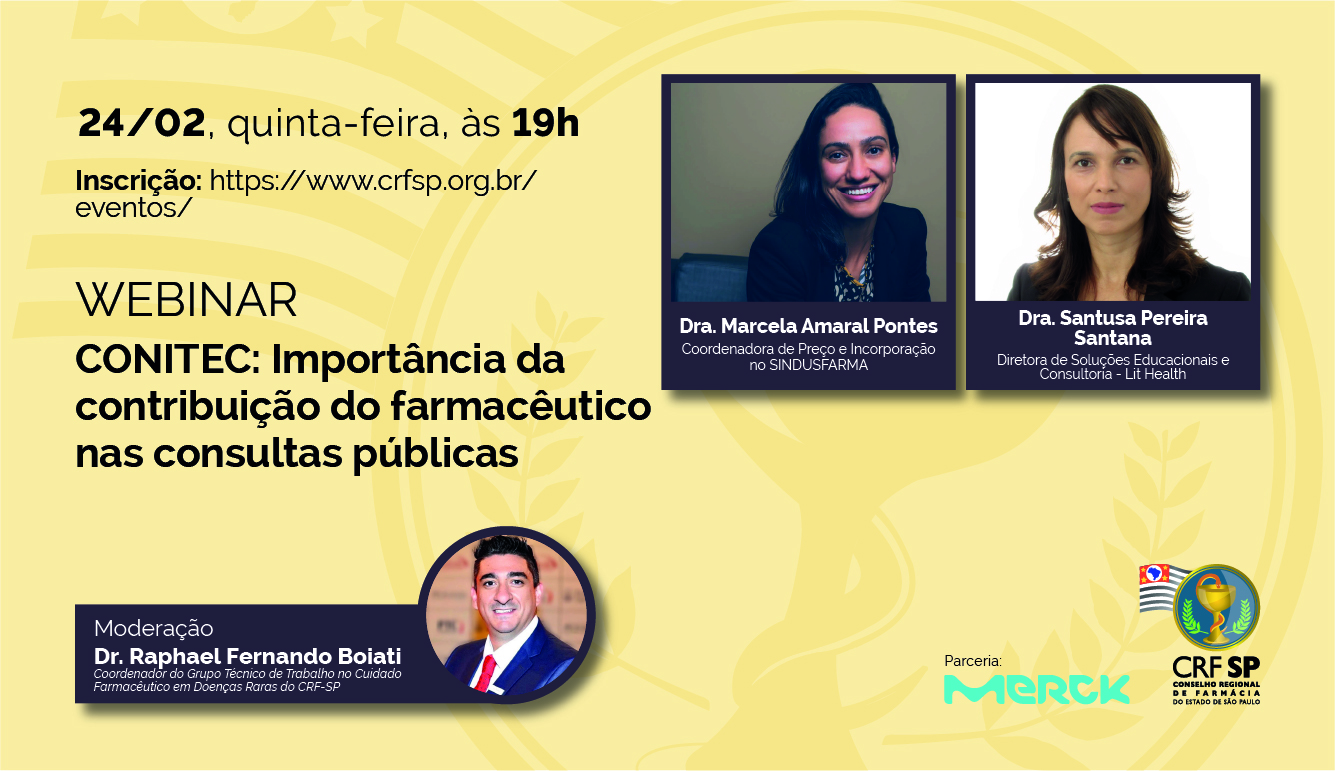 24/02, quinta-feira, às 19h
Inscrição: https://www.crfsp.org.br/
eventos/
WEBINAR
CONITEC: Importância da
contribuição do farmacêutico
nas consultas públicas
Dra. Marcela Amaral Pontes
Coordenadora de Preço e Incorporação
no SINDUSFARMA
Dra. Santusa Pereira
Santana
Diretora de Soluções Educacionais e
Consultoria - Lit Health
Moderação
Dr. Raphael Fernando Boiati
Coordenador do Grupo Técnico de Trabalho no Cuidado
Farmacêutico em Doenças Raras do CRF-SP
Parceria:
MERCK
CRF SP
CONSELHO REGIONAL
DE FARMÁCIA
DO ESTADO DE SÃO PAULO